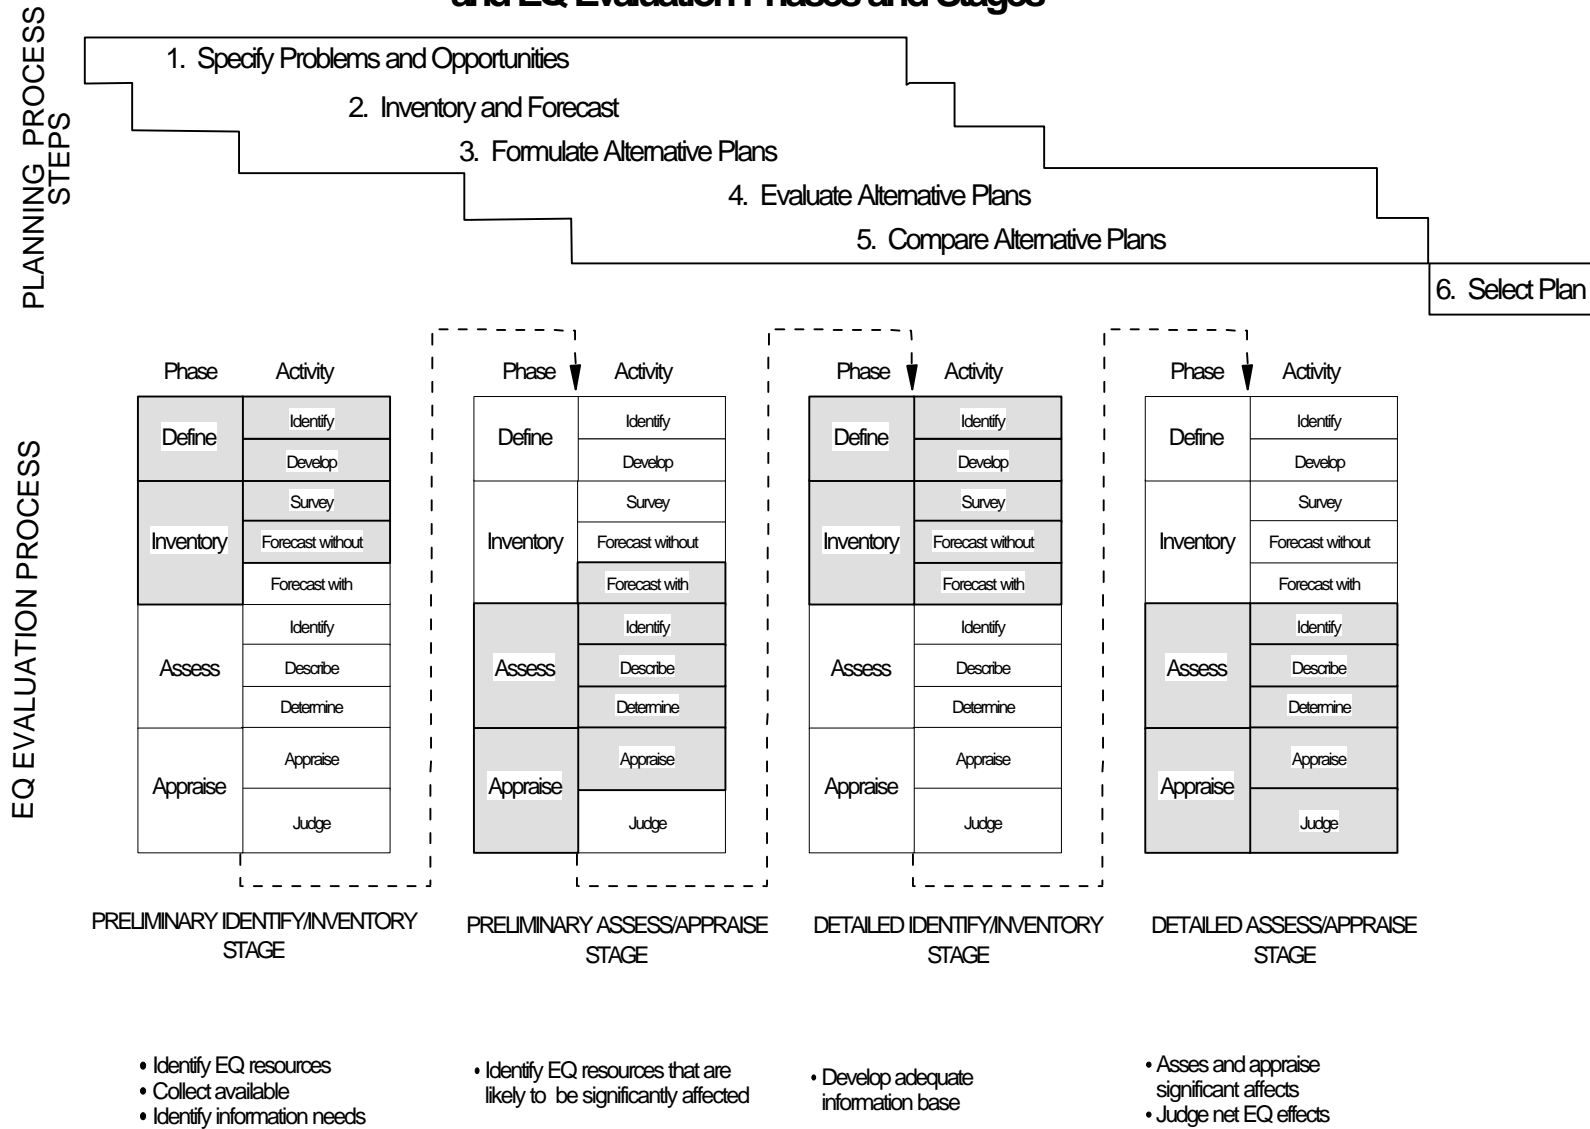 and EQ Evaluation Phases and Stages
PLANNING PROCESS
STEPS
1. Specify Problems and Opportunities
2. Inventory and Forecast
3. Formulate Alternative Plans
4. Evaluate Alternative Plans
5. Compare Alternative Plans
6. Select Plan
EQ EVALUATION PROCESS
Phase Activity
Define
Identify
Develop
Inventory
Survey
Forecast without
Forecast with
Assess
Identify
Describe
Determine
Appraise
Appraise
Judge
PRELIMINARY IDENTIFY/INVENTORY
STAGE
• Identify EQ resources
• Collect available
• Identify information needs
Phase Activity
Define
Identify
Develop
Inventory
Survey
Forecast without
Forecast with
Assess
Identify
Describe
Determine
Appraise
Appraise
Judge
PRELIMINARY ASSESS/APPRAISE
STAGE
• Identify EQ resources that are
likely to be significantly affected
Phase Activity
Define
Identify
Develop
Inventory
Survey
Forecast without
Forecast with
Assess
Identify
Describe
Determine
Appraise
Appraise
Judge
DETAILED IDENTIFY/INVENTORY
STAGE
• Develop adequate
information base
Phase Activity
Define
Identify
Develop
Inventory
Survey
Forecast without
Forecast with
Assess
Identify
Describe
Determine
Appraise
Appraise
Judge
DETAILED ASSESS/APPRAISE
STAGE
• Asses and appraise
significant affects
• Judge net EQ effects